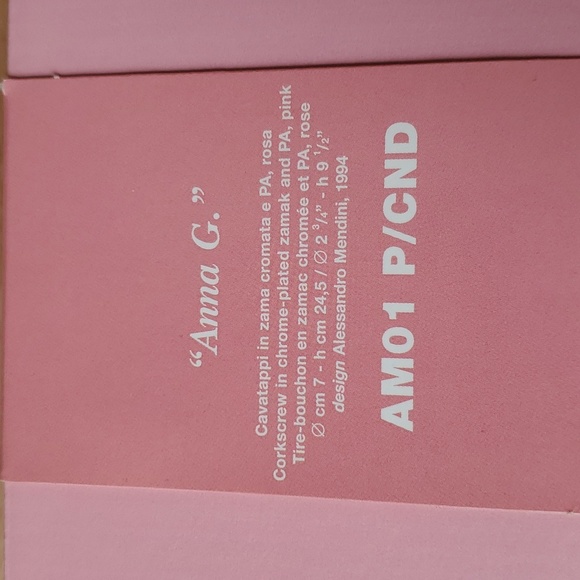 “Anna G.”
Cavatappi in zama cromata e PA, rosa
Corkscrew in chrome-plated zamak and PA, pink
Tire-bouchon en zamac chromée et PA, rose
∅ cm 7 - h cm 24,5 / ∅ 2 3/4” - h 9 1/2”
design Alessandro Mendini, 1994
AM01 P/CND